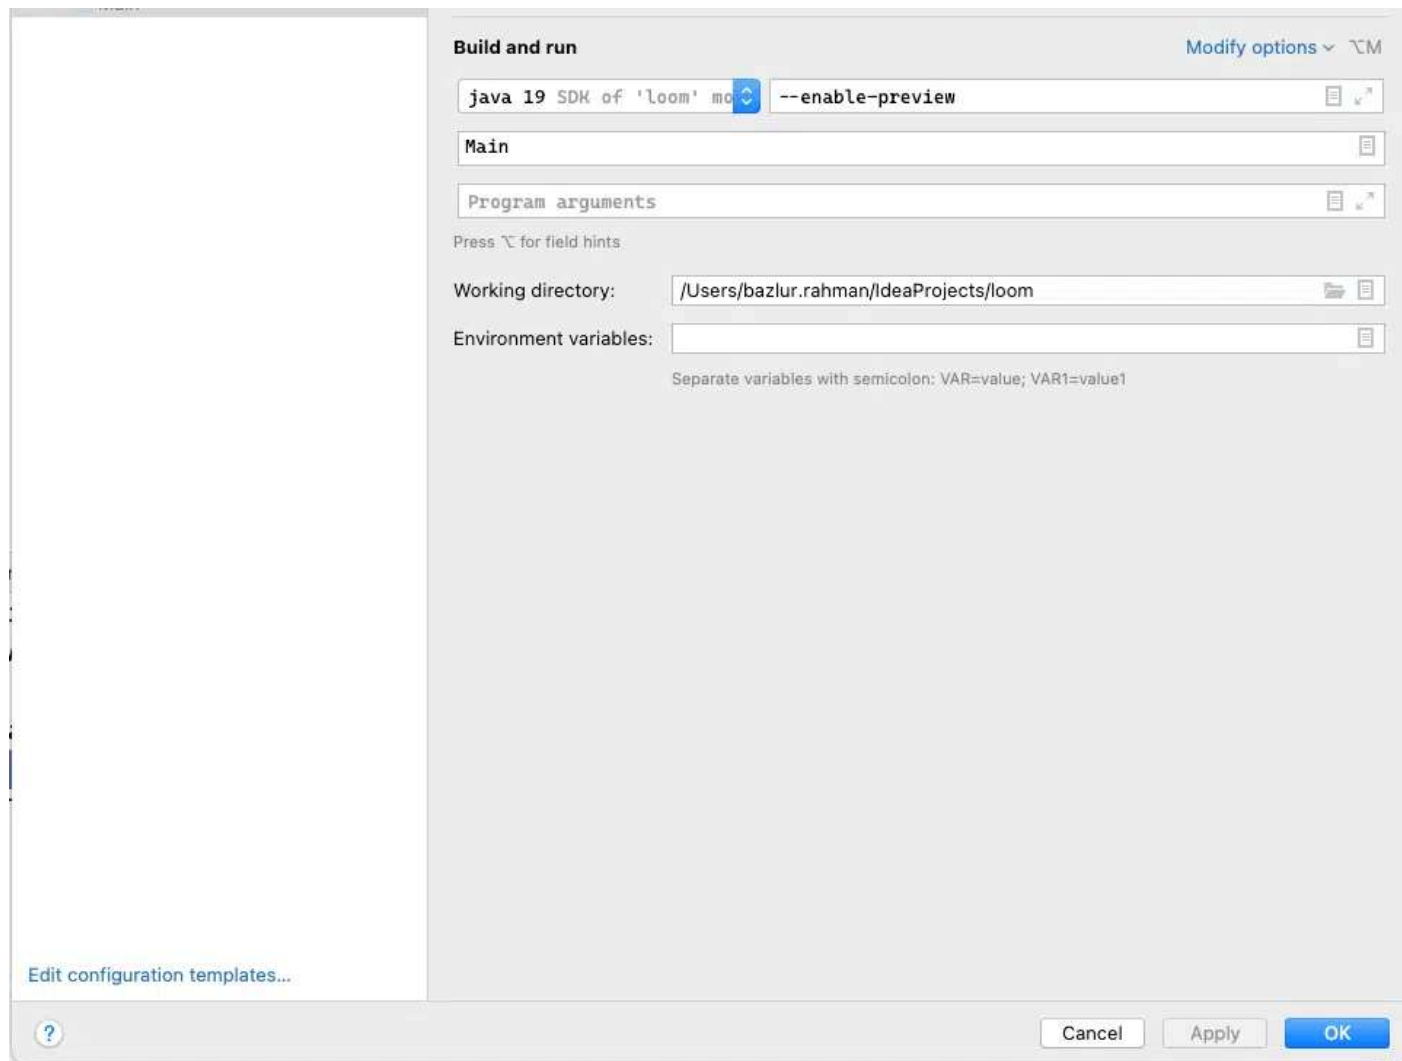 Build and run
Modify options ⌥M
java 19 SDK of 'loom' mo
--enable-preview
Main
Program arguments
Press ⌥ for field hints
Working directory: /Users/bazlur.rahman/IdeaProjects/loom
Environment variables:
Separate variables with semicolon: VAR=value; VAR1=value1
Edit configuration templates...
?
Cancel Apply OK